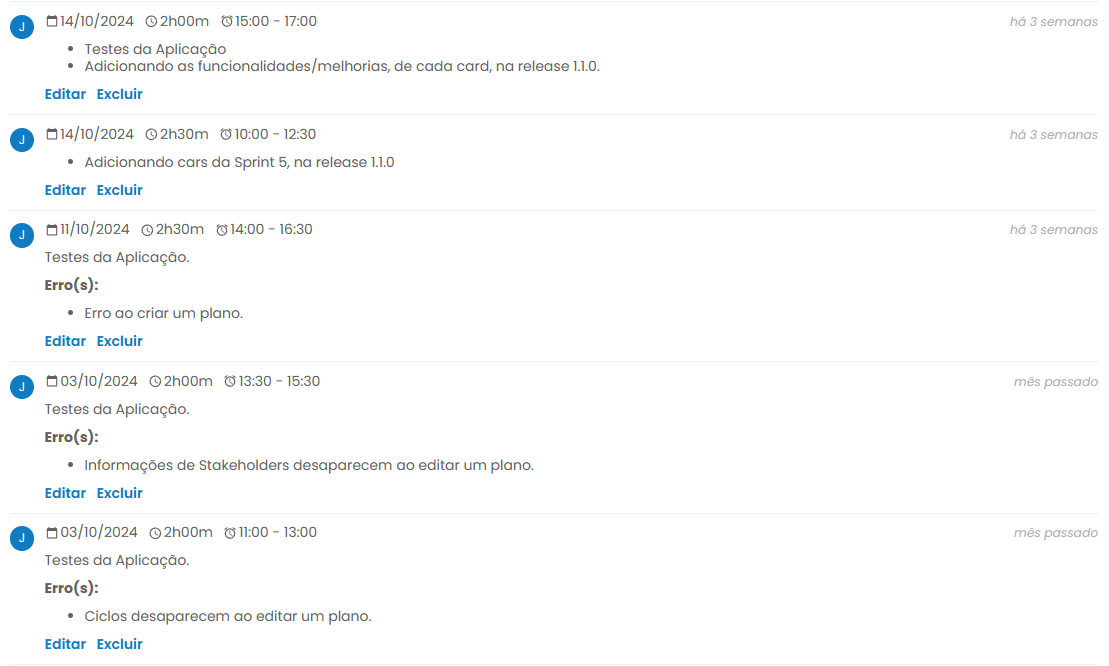 J 14/10/2024 2h00m 15:00 - 17:00 há 3 semanas
• Testes da Aplicação
• Adicionando as funcionalidades/melhorias, de cada card, na release 1.1.0.
Editar Excluir
J 14/10/2024 2h30m 10:00 - 12:30 há 3 semanas
• Adicionando cars da Sprint 5, na release 1.1.0
Editar Excluir
J 11/10/2024 2h30m 14:00 - 16:30 há 3 semanas
Testes da Aplicação.
Erro(s):
• Erro ao criar um plano.
Editar Excluir
J 03/10/2024 2h00m 13:30 - 15:30 mês passado
Testes da Aplicação.
Erro(s):
• Informações de Stakeholders desaparecem ao editar um plano.
Editar Excluir
J 03/10/2024 2h00m 11:00 - 13:00 mês passado
Testes da Aplicação.
Erro(s):
• Ciclos desaparecem ao editar um plano.
Editar Excluir